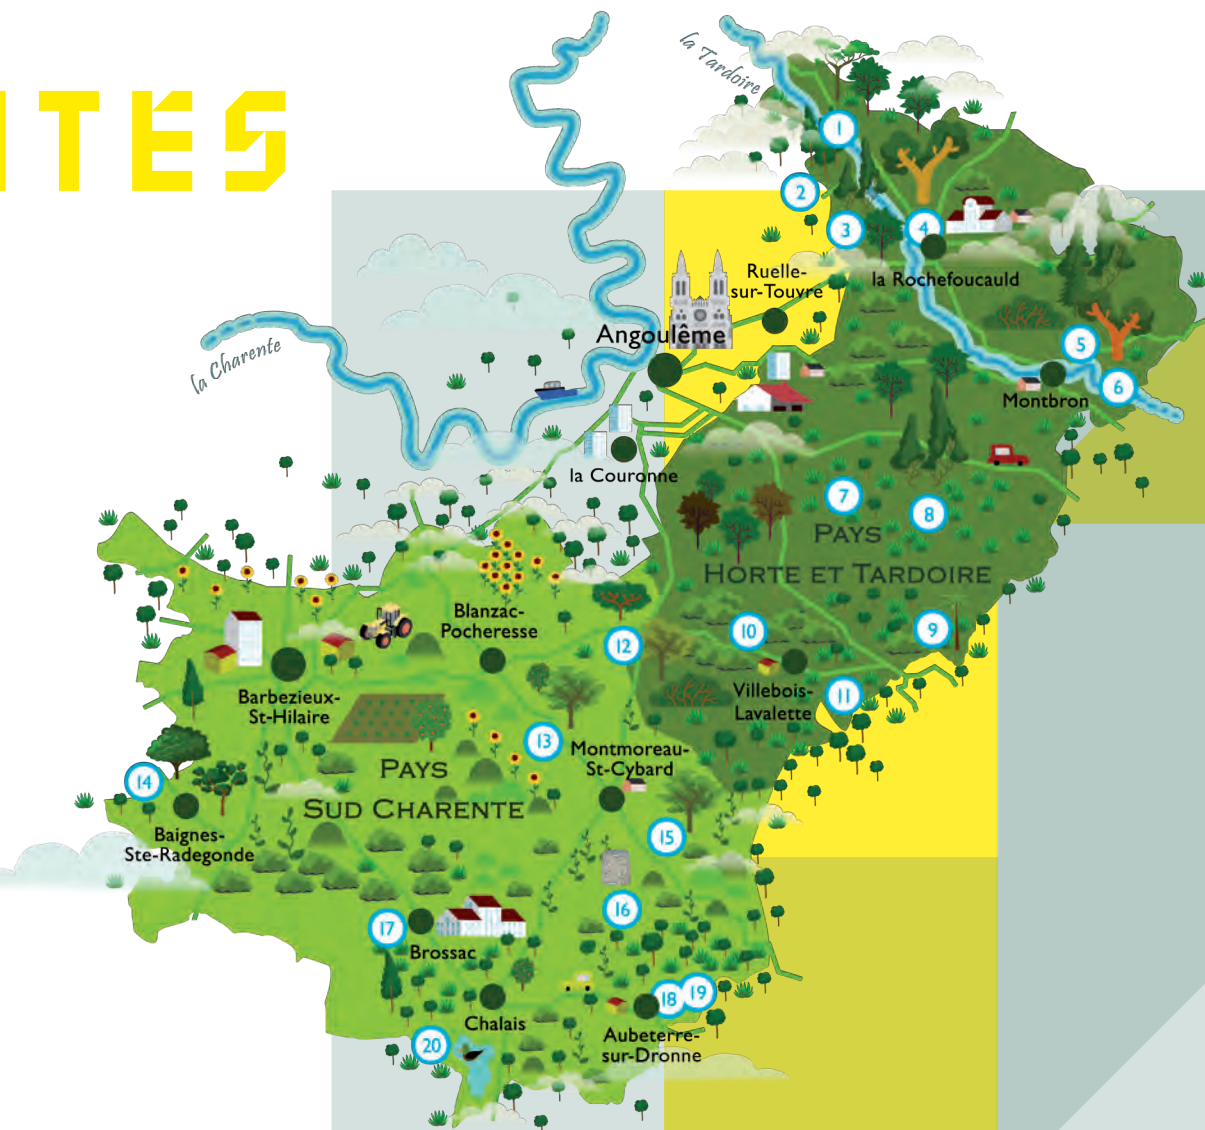 ITÉS
la Tardoire
1
2
3
4
la Rochefoucauld
Ruelle-
sur-Touvre
Angoulême
la Charente
5
6
Montbron
la Couronne
7
8
PAYS
HORTE ET TARDOIRE
9
10
Villebois-
Lavalette
11
Blanzac-
Pocheresse
12
Barbezieux-
St-Hilaire
13
Montmoreau-
St-Cybard
PAYS
SUD CHARENTE
14
Baignes-
Ste-Radegonde
15
16
17
Brossac
18
19
Chalais
Aubeterre-
sur-Dronne
20